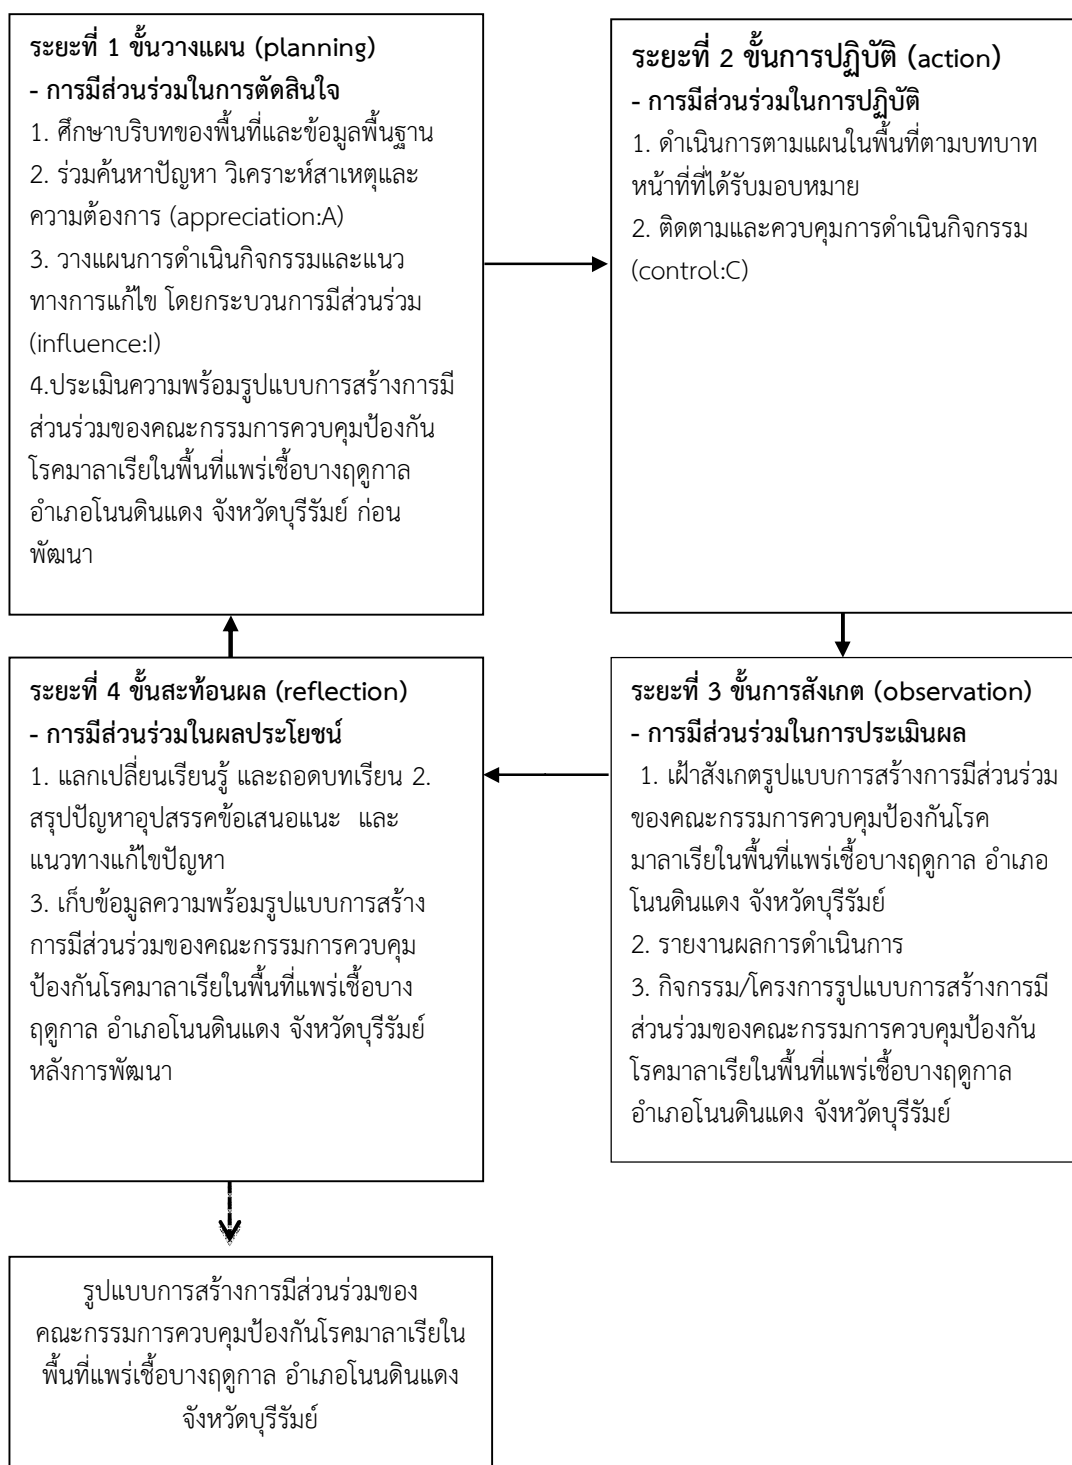 ระยะที่ 1 ขั้นวางแผน (planning)
- การมีส่วนร่วมในการตัดสินใจ
1. ศึกษาบริบทของพื้นที่และข้อมูลพื้นฐาน
2. ร่วมค้นหาปัญหา วิเคราะห์สาเหตุและ
ความต้องการ (appreciation:A)
3. วางแผนการดำเนินกิจกรรมและแนว
ทางการแก้ไข โดยกระบวนการมีส่วนร่วม
(influence:I)
4.ประเมินความพร้อมรูปแบบการสร้างการมี
ส่วนร่วมของคณะกรรมการควบคุมป้องกัน
โรคมาลาเรียในพื้นที่แพร่เชื้อบางฤดูกาล
อำเภอโนนดินแดง จังหวัดบุรีรัมย์ ก่อน
พัฒนา
ระยะที่ 2 ขั้นการปฏิบัติ (action)
- การมีส่วนร่วมในการปฏิบัติ
1. ดำเนินการตามแผนในพื้นที่ตามบทบาท
หน้าที่ที่ได้รับมอบหมาย
2. ติดตามและควบคุมการดำเนินกิจกรรม
(control:C)
ระยะที่ 3 ขั้นการสังเกต (observation)
- การมีส่วนร่วมในการประเมินผล
1. เฝ้าสังเกตรูปแบบการสร้างการมีส่วนร่วม
ของคณะกรรมการควบคุมป้องกันโรค
มาลาเรียในพื้นที่แพร่เชื้อบางฤดูกาล อำเภอ
โนนดินแดง จังหวัดบุรีรัมย์
2. รายงานผลการดำเนินการ
3. กิจกรรม/โครงการรูปแบบการสร้างการมี
ส่วนร่วมของคณะกรรมการควบคุมป้องกัน
โรคมาลาเรียในพื้นที่แพร่เชื้อบางฤดูกาล
อำเภอโนนดินแดง จังหวัดบุรีรัมย์
ระยะที่ 4 ขั้นสะท้อนผล (reflection)
- การมีส่วนร่วมในผลประโยชน์
1. แลกเปลี่ยนเรียนรู้ และถอดบทเรียน 2.
สรุปปัญหาอุปสรรคข้อเสนอแนะ และ
แนวทางแก้ไขปัญหา
3. เก็บข้อมูลความพร้อมรูปแบบการสร้าง
การมีส่วนร่วมของคณะกรรมการควบคุม
ป้องกันโรคมาลาเรียในพื้นที่แพร่เชื้อบาง
ฤดูกาล อำเภอโนนดินแดง จังหวัดบุรีรัมย์
หลังการพัฒนา
รูปแบบการสร้างการมีส่วนร่วมของ
คณะกรรมการควบคุมป้องกันโรคมาลาเรียใน
พื้นที่แพร่เชื้อบางฤดูกาล อำเภอโนนดินแดง
จังหวัดบุรีรัมย์